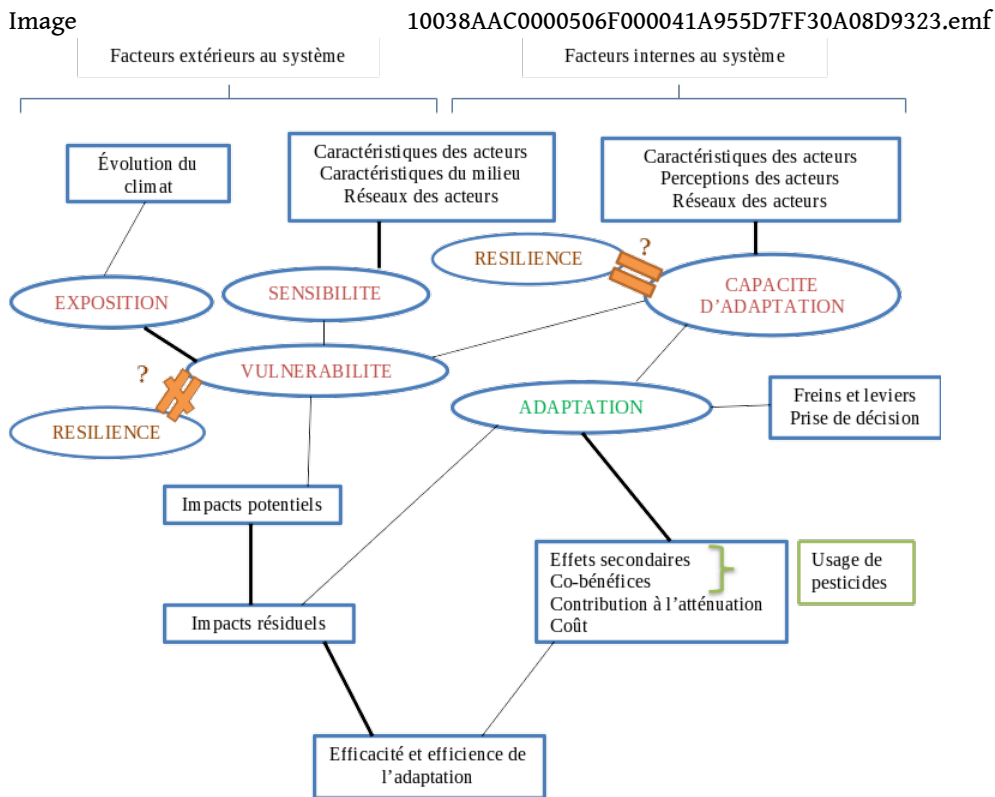 Image 10038AAC0000506F000041A955D7FF30A08D9323.emf
Facteurs extérieurs au système
Facteurs internes au système
Évolution du
climat
Caractéristiques des acteurs
Caractéristiques du milieu
Réseaux des acteurs
Caractéristiques des acteurs
Perceptions des acteurs
Réseaux des acteurs
RESILIENCE
?
EXPOSITION
SENSIBILITE
CAPACITE
D’ADAPTATION
?
VULNERABILITE
RESILIENCE
ADAPTATION
Freins et leviers
Prise de décision
Impacts potentiels
Effets secondaires
Co-bénéfices
Contribution à l’atténuation
Coût
Usage de
pesticides
Impacts résiduels
Efficacité et efficience de
l’adaptation